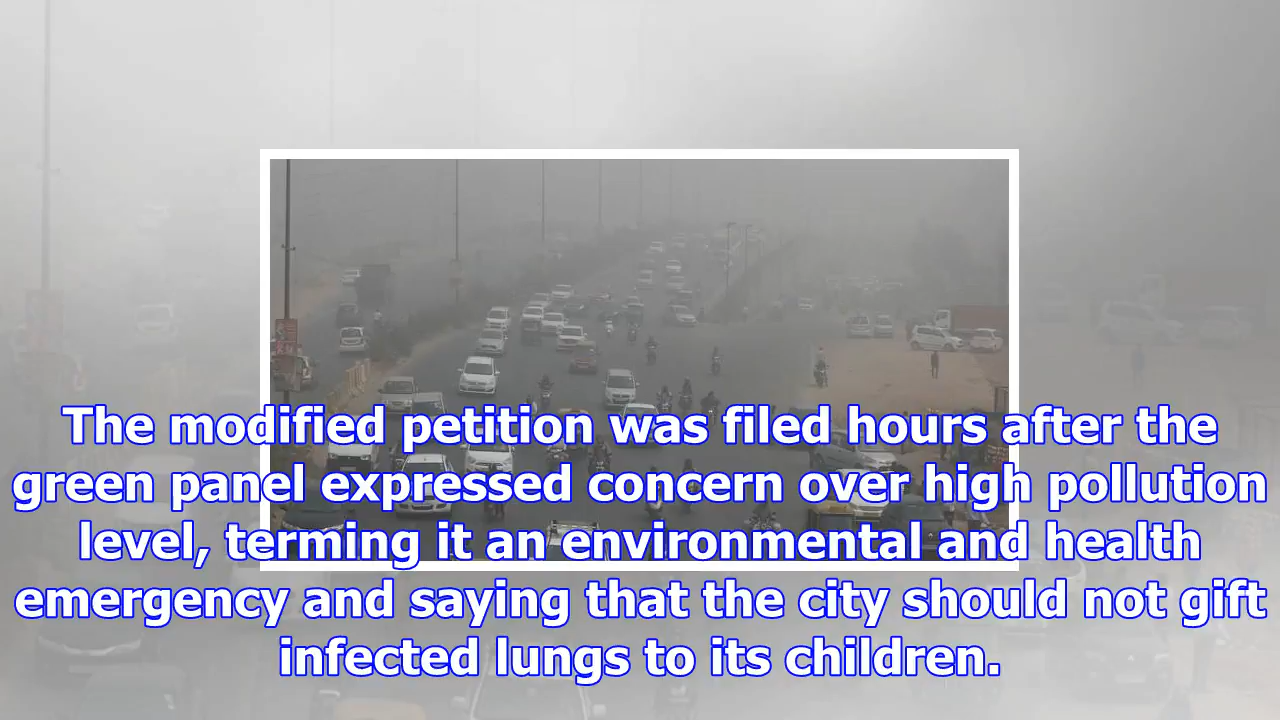 The modified petition was filed hours after the
green panel expressed concern over high pollution
level, terming it an environmental and health
emergency and saying that the city should not gift
infected lungs to its children.